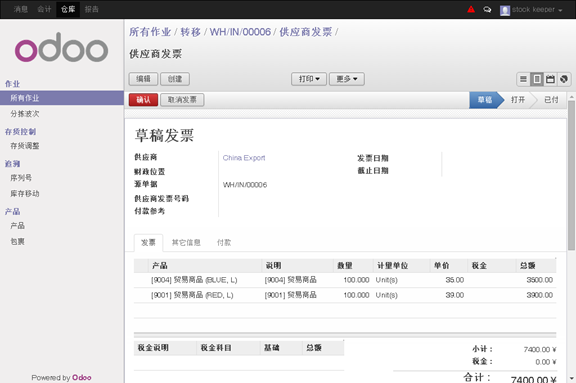 消息 会计 仓库 报告 stook keeper
odoo
作业
所有作业
分拣波次
存货控制
存货调整
追溯
序列号
库存移动
产品
产品
包裹
Powered by Odoo
所有作业 / 转移 / WH/IN/00006 / 供应商发票 /
供应商发票
编辑 创建 打印 更多
确认 取消发票 草稿 打开 已付
草稿发票
供应商 China Export 发票日期
财政位置 截止日期
源单据 WH/IN/00006
供应商发票号码
付款参考
发票 其它信息 付款
产品 说明 数量 计量单位 单价 税金 总额
[9004] 贸易商品 (BLUE, L) [9004] 贸易商品 100.000 Unit(s) 35.00 3500.00
[9001] 贸易商品 (RED, L) [9001] 贸易商品 100.000 Unit(s) 39.00 3900.00
税金说明 税金科目 基础 总额
小计: 7400.00 ¥
税金: 0.00 ¥
合计: 7400.00 ¥